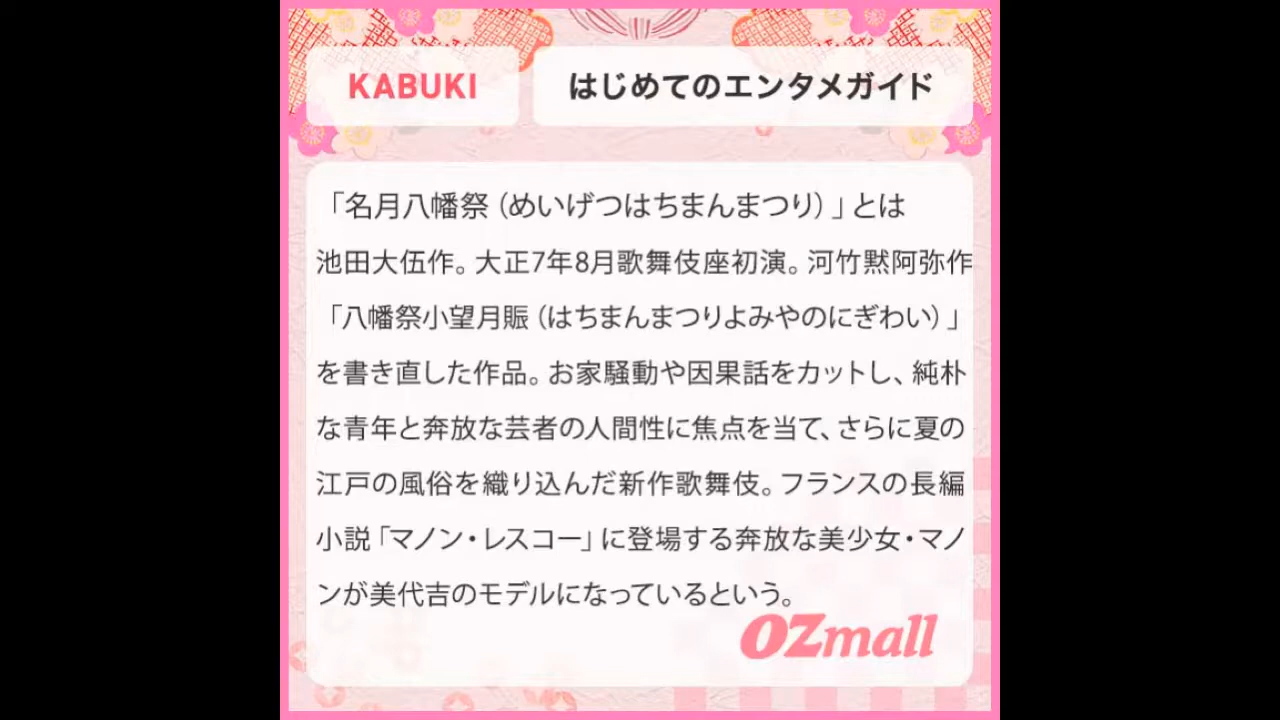 KABUKI
はじめてのエンタメガイド
「名月八幡祭（めいげつはちまんまつり）」とは
池田大伍作。大正7年8月歌舞伎座初演。河竹黙阿弥作
「八幡祭小望月賑（はちまんまつりよみやのにぎわい）」
を書き直した作品。お家騒動や因果話をカットし、純朴
な青年と奔放な芸者の人間性に焦点を当て、さらに夏の
江戸の風俗を織り込んだ新作歌舞伎。フランスの長編
小説「マノン・レスコー」に登場する奔放な美少女・マノ
ンが美代吉のモデルになっているという。
OZmall